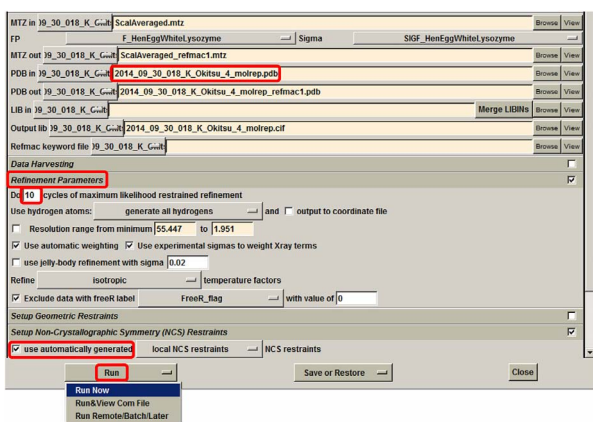 MTZ in 09_30_018_K_Okits ScalAveraged.mtz Browse View
FP F_HenEggWhiteLysozyme Sigma SIGF_HenEggWhiteLysozyme
MTZ out ScalAveraged_refmac1.mtz Browse View
PDB in 2014_09_30_018_K_Okitsu_4_molrep.pdb Browse View
PDB out 2014_09_30_018_K_Okitsu_4_molrep_refmac1.pdb Browse View
LIB in Merge LIBINs Browse View
Output lib 2014_09_30_018_K_Okitsu_4_molrep.cif Browse View
Refmac keyword file Browse View
Data Harvesting
Refinement Parameters
Do 10 cycles of maximum likelihood restrained refinement
Use hydrogen atoms: generate all hydrogens and output to coordinate file
Resolution range from minimum 55.447 to 1.951
Use automatic weighting Use experimental sigmas to weight Xray terms
use jelly-body refinement with sigma 0.02
Refine isotropic temperature factors
Exclude data with freeR label FreeR_flag with value of 0
Setup Geometric Restraints
Setup Non-Crystallographic Symmetry (NCS) Restraints
use automatically generated local NCS restraints NCS restraints
Run Save or Restore Close
Run Now
Run&View Com File
Run Remote/Batch/Later